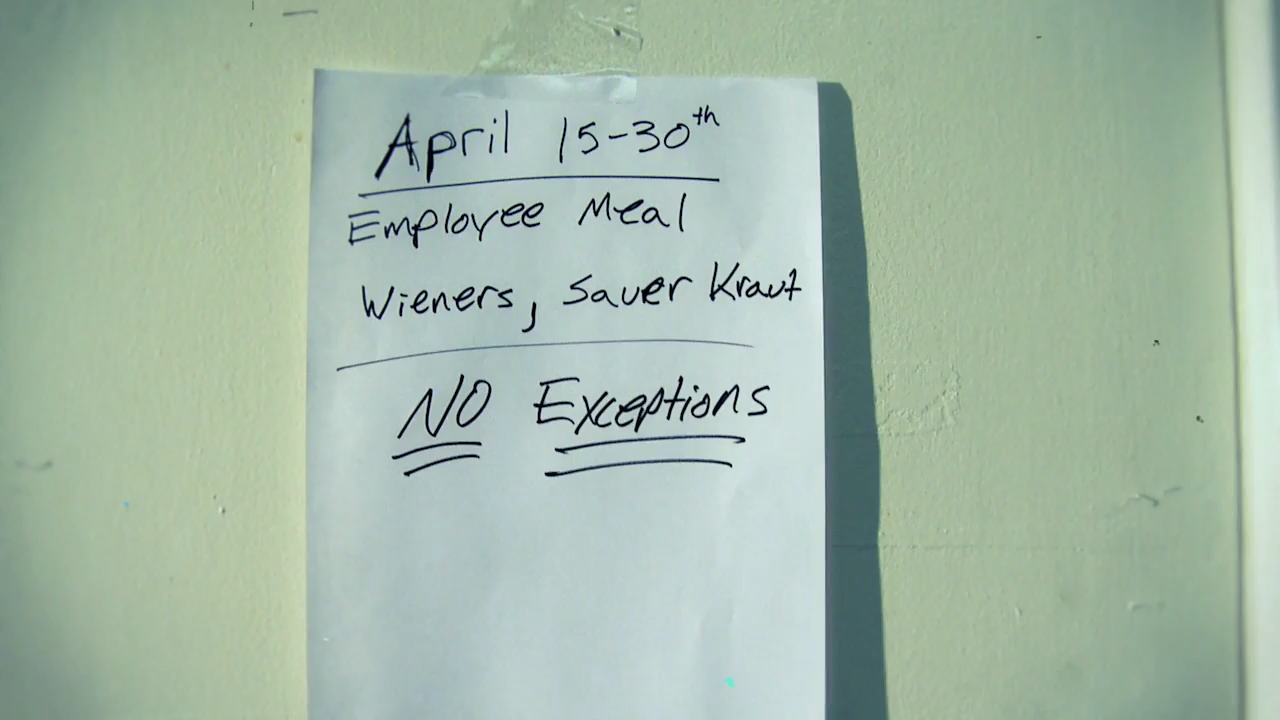 April 15-30th
Employee Meal
Wieners, Sauer Kraut
NO Exceptions